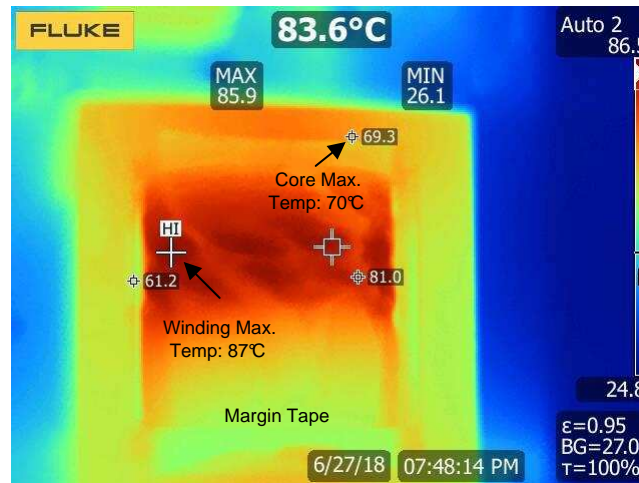 FLUKE
83.6°C
Auto 2
86.5
MAX
85.9
MIN
26.1
69.3
Core Max.
Temp: 70°C
HI
61.2
81.0
Winding Max.
Temp: 87°C
Margin Tape
24.8
ε=0.95
BG=27.0
τ=100%
6/27/18 07:48:14 PM